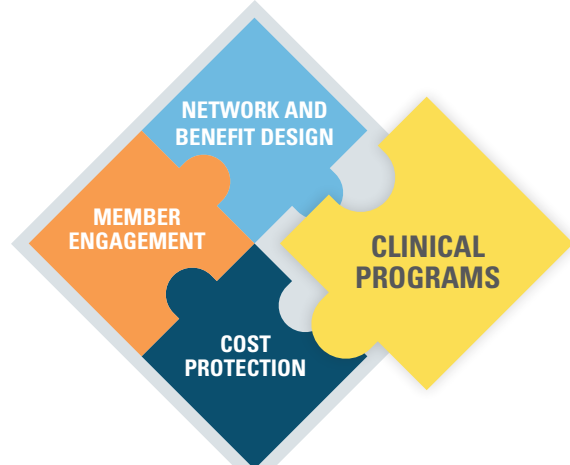 NETWORK AND
BENEFIT DESIGN
MEMBER
ENGAGEMENT
CLINICAL
PROGRAMS
COST
PROTECTION